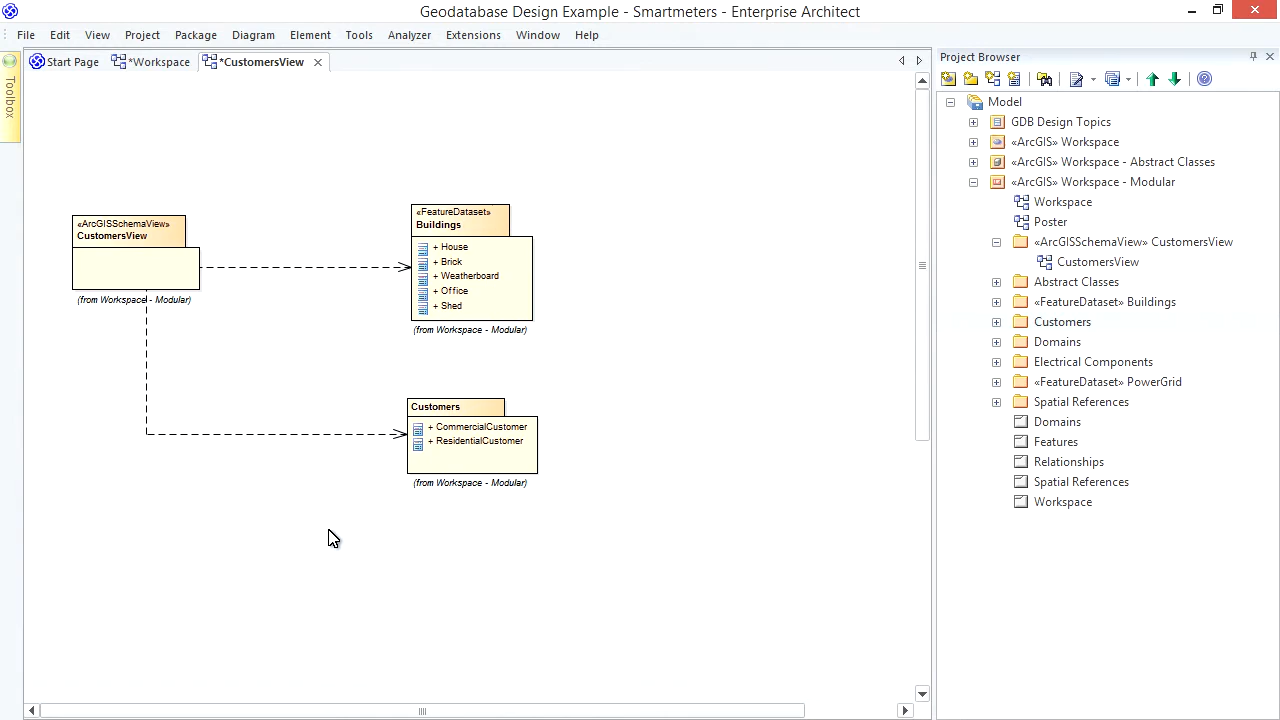 Geodatabase Design Example - Smartmeters - Enterprise Architect
File Edit View Project Package Diagram Element Tools Analyzer Extensions Window Help
Toolbox
Start Page *Workspace *CustomersView
«ArcGISSchemaView»
CustomersView
(from Workspace - Modular)
«FeatureDataset»
Buildings
+ House
+ Brick
+ Weatherboard
+ Office
+ Shed
(from Workspace - Modular)
Customers
+ CommercialCustomer
+ ResidentialCustomer
(from Workspace - Modular)
Project Browser
Model
GDB Design Topics
«ArcGIS» Workspace
«ArcGIS» Workspace - Abstract Classes
«ArcGIS» Workspace - Modular
Workspace
Poster
«ArcGISSchemaView» CustomersView
CustomersView
Abstract Classes
«FeatureDataset» Buildings
Customers
Domains
Electrical Components
«FeatureDataset» PowerGrid
Spatial References
Domains
Features
Relationships
Spatial References
Workspace